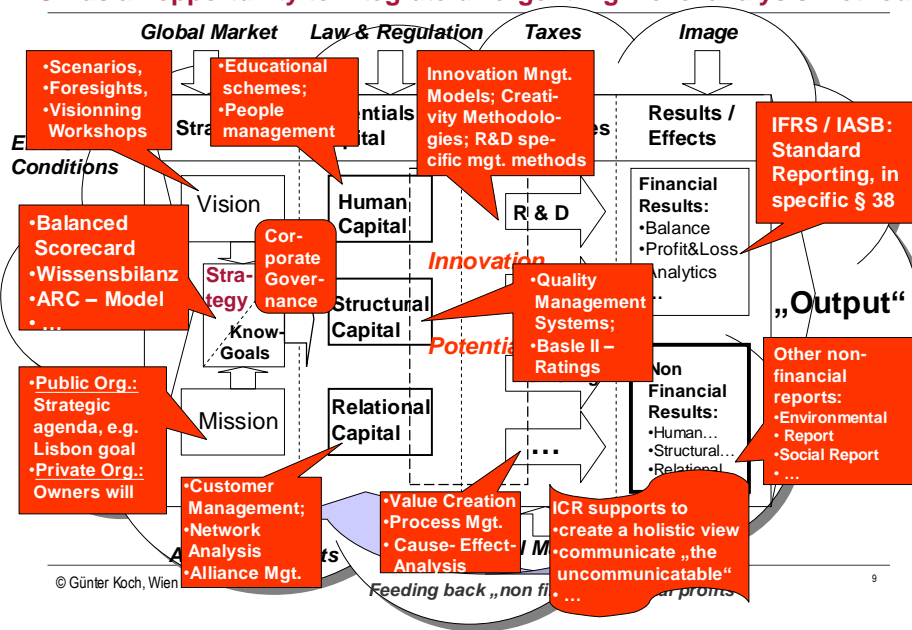 Global Market
Law & Regulation
Taxes
Image
•Scenarios,
•Foresights,
•Visionning
Workshops
•Educational
schemes;
•People
management
Innovation Mngt.
Models; Creati-
vity Methodolo-
gies; R&D spe-
cific mgt. methods
Results /
Effects
IFRS / IASB:
Standard
Reporting, in
specific § 38
Conditions
Vision
Human
Capital
R & D
Financial
Results:
•Balance
•Profit&Loss
Analytics
…
•Balanced
Scorecard
•Wissensbilanz
•ARC – Model
• …
Cor-
porate
Gover-
nance
Stra-
tegy
Know-
Goals
Structural
Capital
Innovation
•Quality
Management
Systems;
•Basle II –
Ratings
„Output“
•Public Org.:
Strategic
agenda, e.g.
Lisbon goal
•Private Org.:
Owners will
Mission
Relational
Capital
…
Non
Financial
Results:
•Human…
•Structural…
•Relational
Other non-
financial
reports:
•Environmental
• Report
•Social Report
• …
•Customer
Management;
•Network
Analysis
•Alliance Mgt.
•Value Creation
•Process Mgt.
• Cause- Effect-
Analysis
ICR supports to
•create a holistic view
•communicate „the
uncommunicatable“
• …
© Günter Koch, Wien
Feeding back „non
profits
9